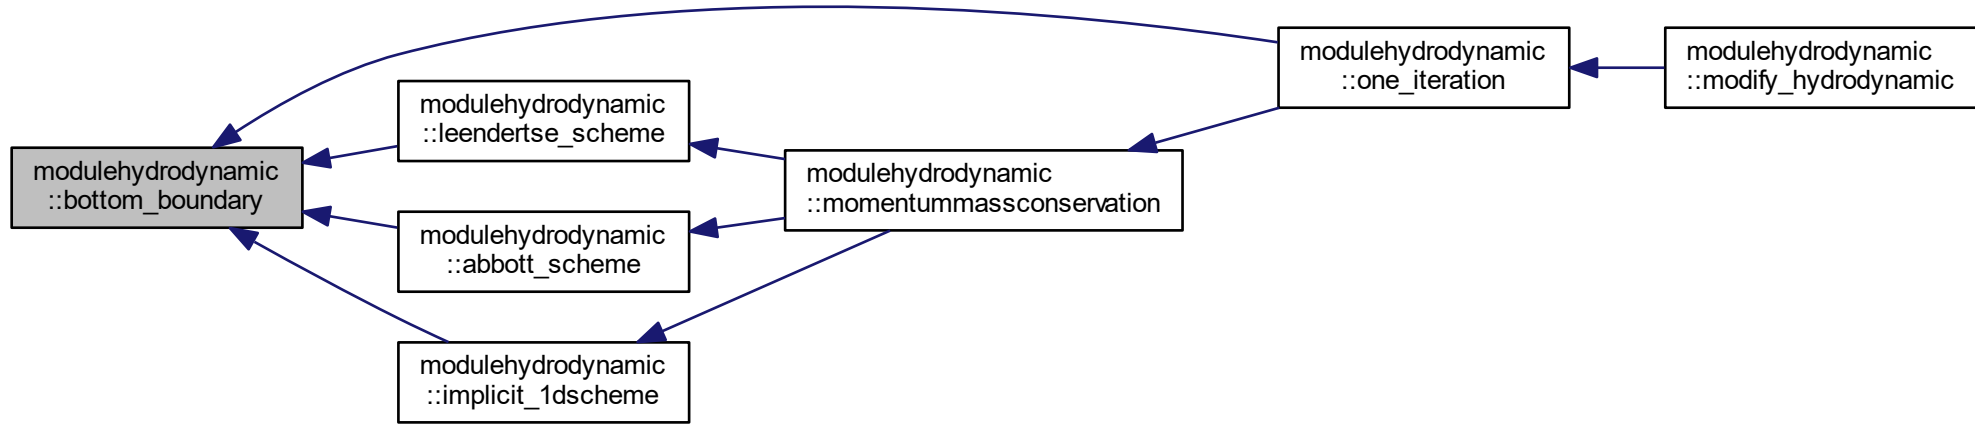 modulehydrodynamic
::bottom_boundary
modulehydrodynamic
::leendertse_scheme
modulehydrodynamic
::abbott_scheme
modulehydrodynamic
::implicit_1dscheme
modulehydrodynamic
::momentummassconservation
modulehydrodynamic
::one_iteration
modulehydrodynamic
::modify_hydrodynamic